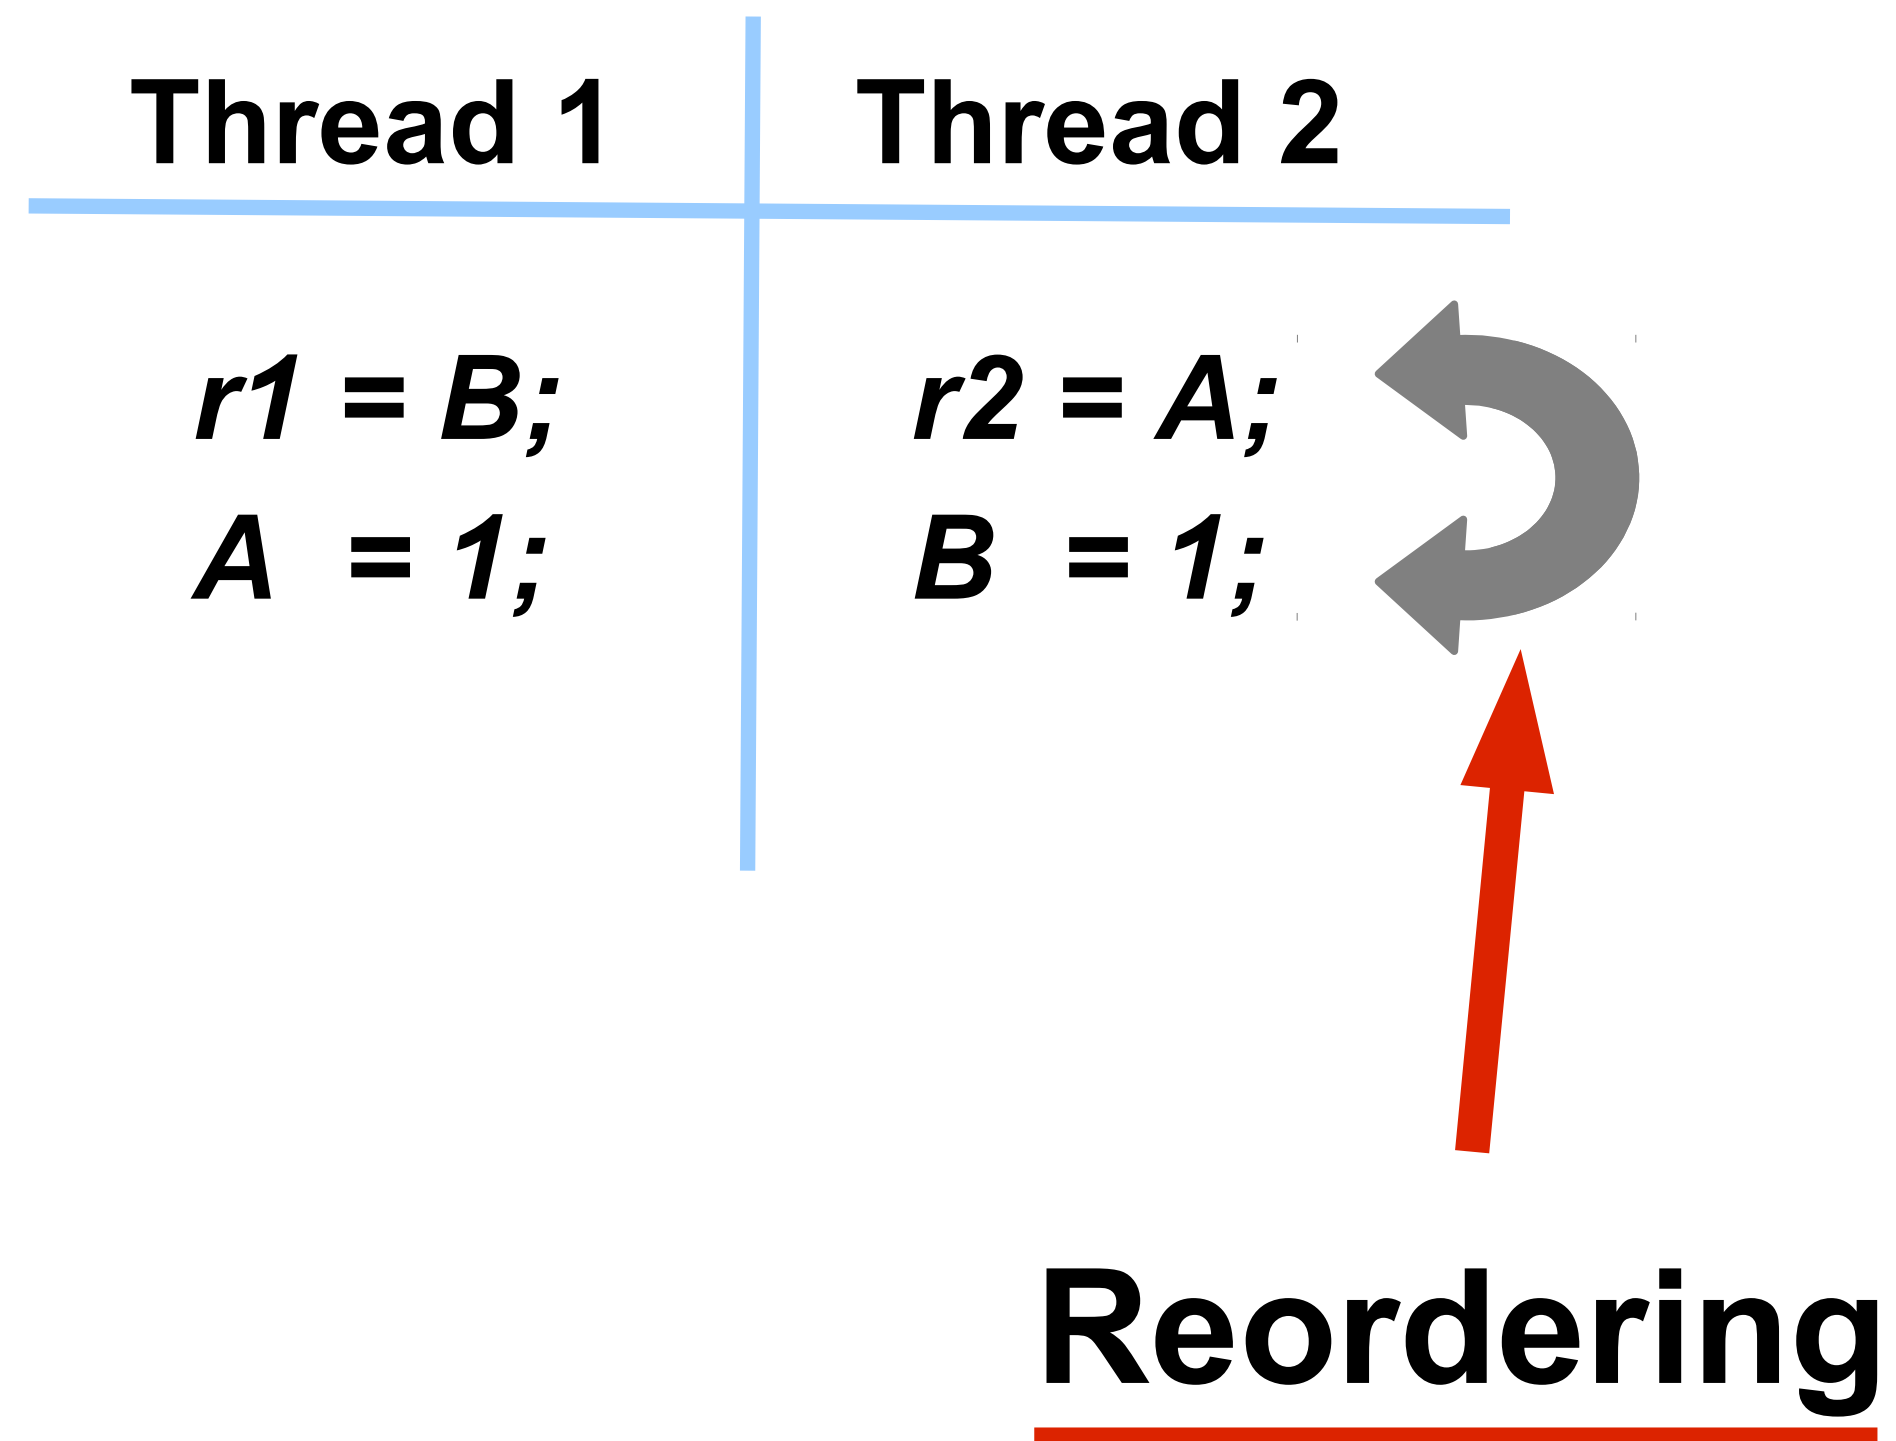 Thread 1 Thread 2
r1 = B; r2 = A;
A = 1; B = 1;
Reordering